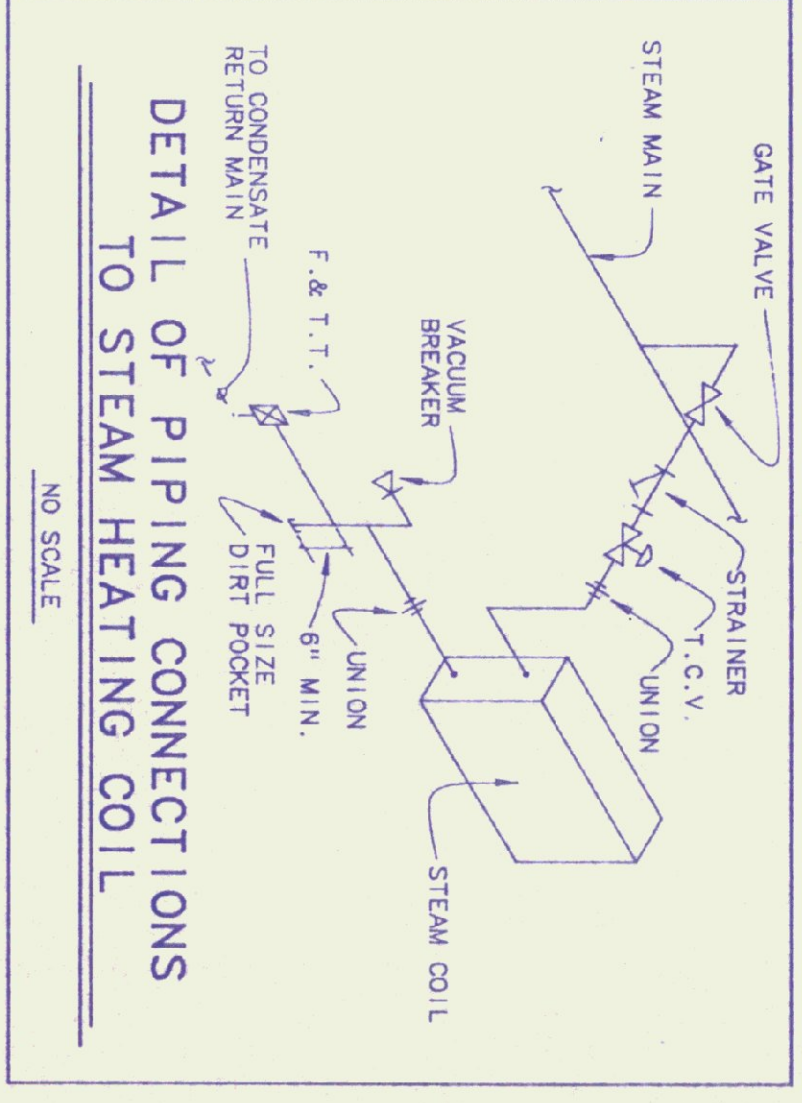 GATE VALVE
STEAM MAIN
STRAINER
T.C.V.
UNION
VACUUM
BREAKER
STEAM COIL
F.& T.T.
UNION
6" MIN.
TO CONDENSATE
RETURN MAIN
FULL SIZE
DIRT POCKET
DETAIL OF PIPING CONNECTIONS
TO STEAM HEATING COIL
NO SCALE